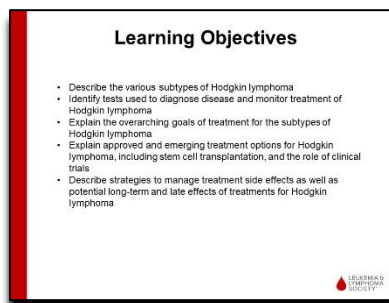 Learning Objectives
• Describe the various subtypes of Hodgkin lymphoma
• Identify tests used to diagnose disease and monitor treatment of
Hodgkin lymphoma
• Explain the overarching goals of treatment for the subtypes of
Hodgkin lymphoma
• Explain approved and emerging treatment options for Hodgkin
lymphoma, including stem cell transplantation, and the role of clinical
trials
• Describe strategies to manage treatment side effects as well as
potential long-term and late effects of treatments for Hodgkin
lymphoma
LEUKEMIA &
LYMPHOMA
SOCIETY